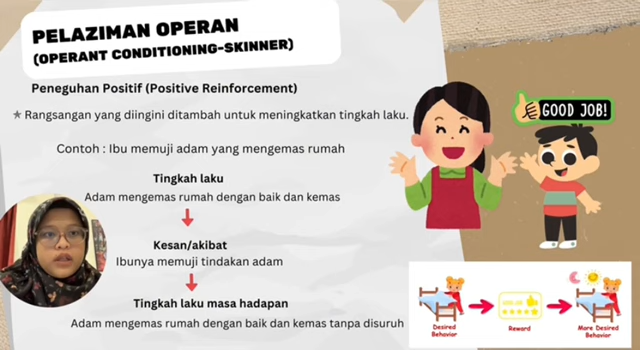 PELAZIMAN OPERAN
(OPERANT CONDITIONING-SKINNER)
Peneguhan Positif (Positive Reinforcement)
Rangsangan yang diingini ditambah untuk meningkatkan tingkah laku.
Contoh : Ibu memuji adam yang mengemas rumah
Tingkah laku
Adam mengemas rumah dengan baik dan kemas
Kesan/akibat
Ibunya memuji tindakan adam
Tingkah laku masa hadapan
Adam mengemas rumah dengan baik dan kemas tanpa disuruh
GOOD JOB!
Desired
Behavior
GOOD JOB
Reward
More Desired
Behavior